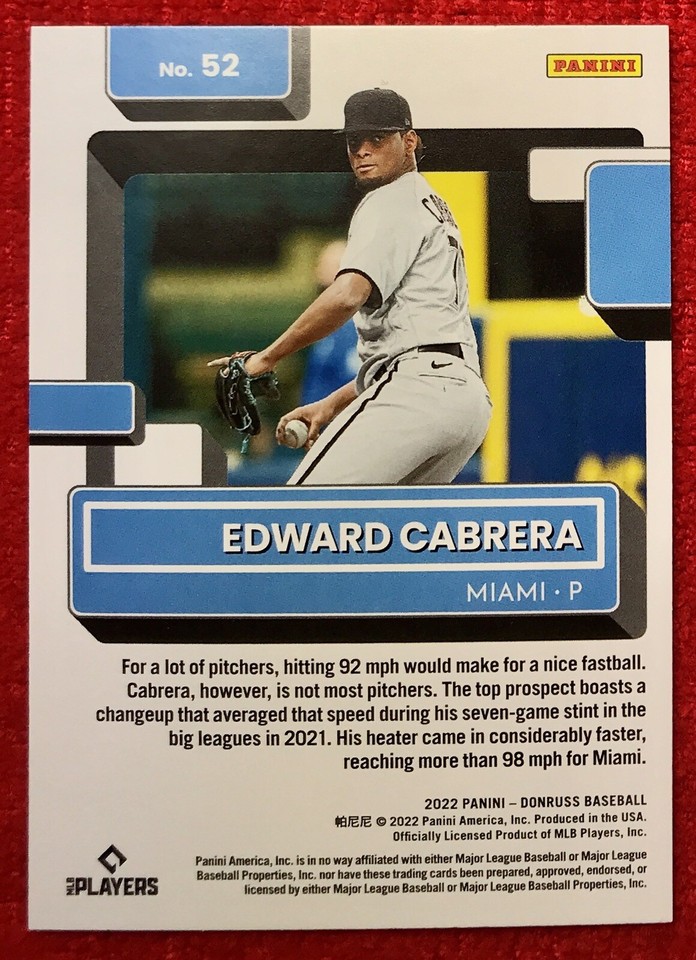 No. 52
PANINI
EDWARD CABRERA
MIAMI · P
For a lot of pitchers, hitting 92 mph would make for a nice fastball.
Cabrera, however, is not most pitchers. The top prospect boasts a
changeup that averaged that speed during his seven-game stint in the
big leagues in 2021. His heater came in considerably faster,
reaching more than 98 mph for Miami.
2022 PANINI – DONRUSS BASEBALL
帕尼尼 © 2022 Panini America, Inc. Produced in the USA.
Officially Licensed Product of MLB Players, Inc.
MLB PLAYERS
Panini America, Inc. is in no way affiliated with either Major League Baseball or Major League
Baseball Properties, Inc. nor have these trading cards been prepared, approved, endorsed, or
licensed by either Major League Baseball or Major League Baseball Properties, Inc.